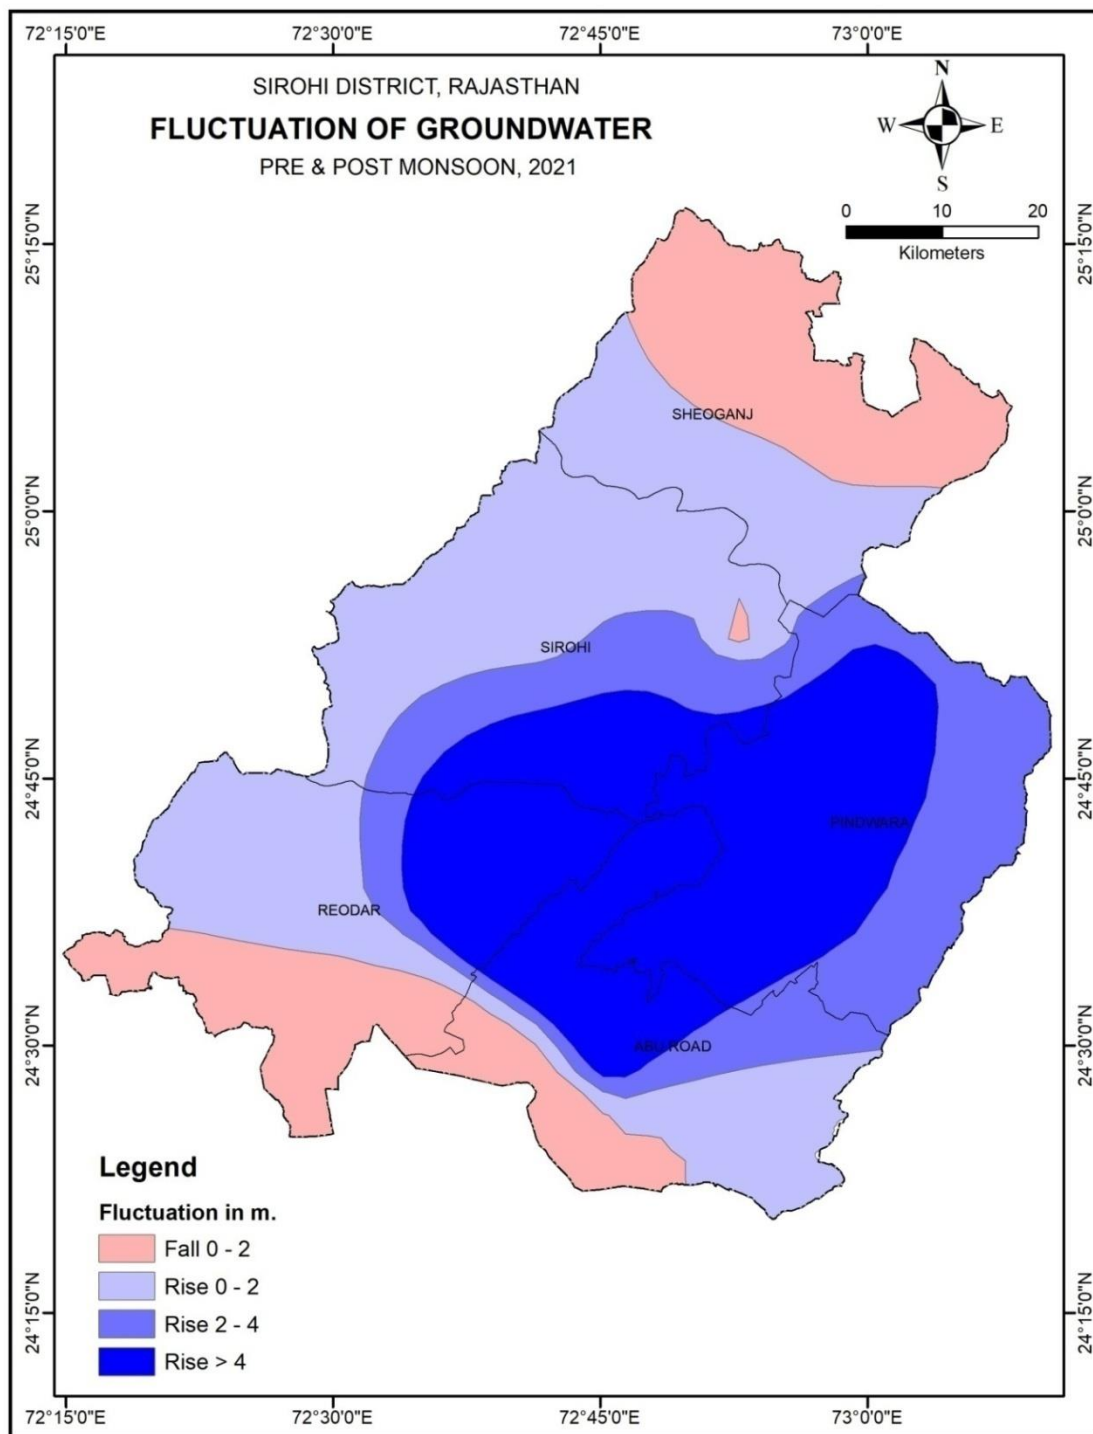 72°15'0"E 72°30'0"E 72°45'0"E 73°0'0"E
SIROHI DISTRICT, RAJASTHAN
FLUCTUATION OF GROUNDWATER
PRE & POST MONSOON, 2021
N
W E
S
0 10 20
Kilometers
25°15'0"N 25°15'0"N
SHEOGANJ
25°0'0"N 25°0'0"N
SIROHI
24°45'0"N 24°45'0"N
PINDWARA
REODAR
24°30'0"N 24°30'0"N
ABU ROAD
Legend
Fluctuation in m.
Fall 0 - 2
Rise 0 - 2
Rise 2 - 4
Rise > 4
24°15'0"N 24°15'0"N
72°15'0"E 72°30'0"E 72°45'0"E 73°0'0"E